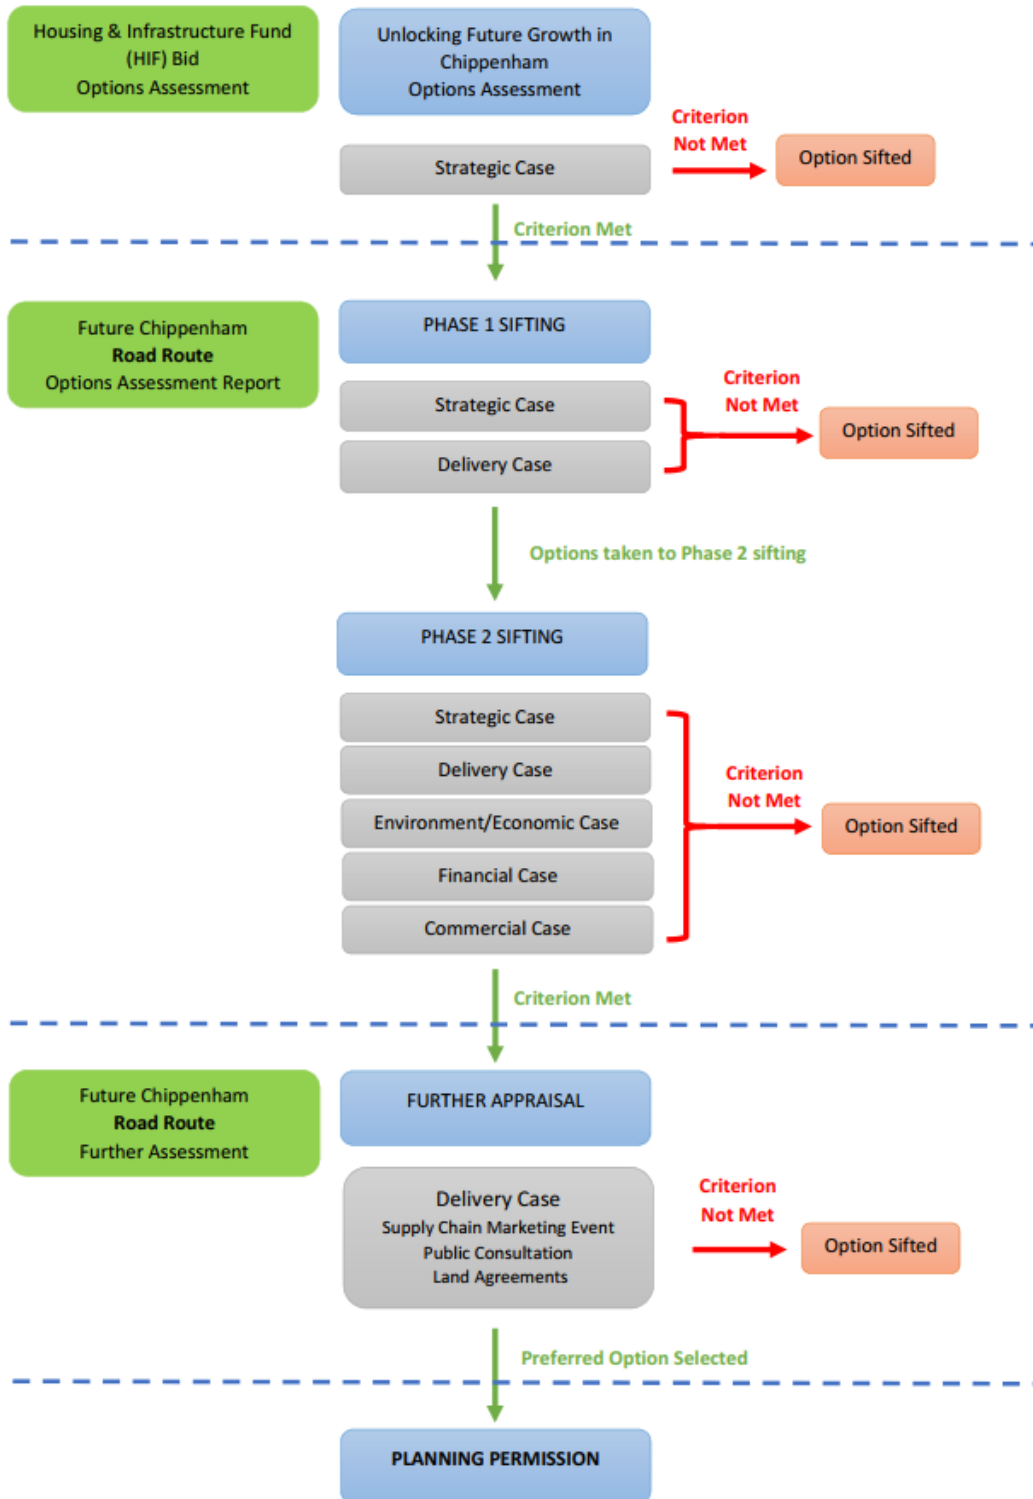 Housing & Infrastructure Fund
(HIF) Bid
Options Assessment
Unlocking Future Growth in
Chippenham
Options Assessment
Strategic Case
Criterion
Not Met
Option Sifted
Criterion Met
Future Chippenham
Road Route
Options Assessment Report
PHASE 1 SIFTING
Strategic Case
Delivery Case
Criterion
Not Met
Option Sifted
Options taken to Phase 2 sifting
PHASE 2 SIFTING
Strategic Case
Delivery Case
Environment/Economic Case
Financial Case
Commercial Case
Criterion
Not Met
Option Sifted
Criterion Met
Future Chippenham
Road Route
Further Assessment
FURTHER APPRAISAL
Delivery Case
Supply Chain Marketing Event
Public Consultation
Land Agreements
Criterion
Not Met
Option Sifted
Preferred Option Selected
PLANNING PERMISSION